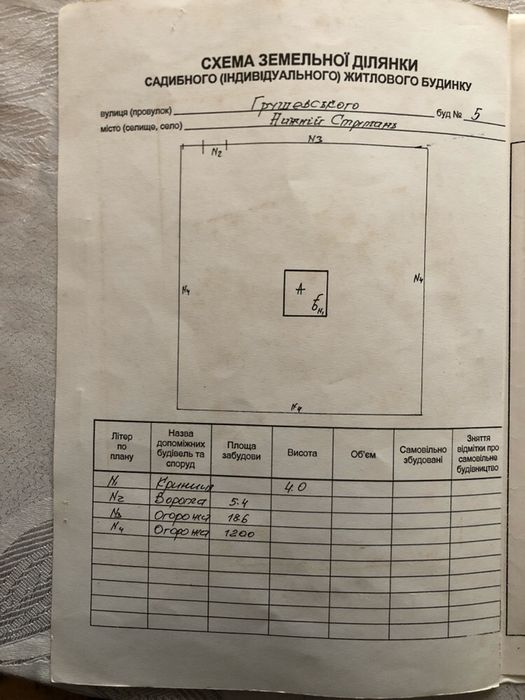 СХЕМА ЗЕМЕЛЬНОЇ ДІЛЯНКИ
САДИБНОГО (ІНДИВІДУАЛЬНОГО) ЖИТЛОВОГО БУДИНКУ
вулиця (провулок) Грушевського буд № 5
місто (селище, село) Нижній Струтинь
N2 N3
N4 N4
А
Б N1
N4
Літер по плану Назва допоміжних будівель та споруд Площа забудови Висота Об'єм Самовільно збудовані Зняття відмітки про самовільне будівництво
N1 Криниця 4.0
N2 Ворота 5.4
N3 Огорожа 18.6
N4 Огорожа 1200